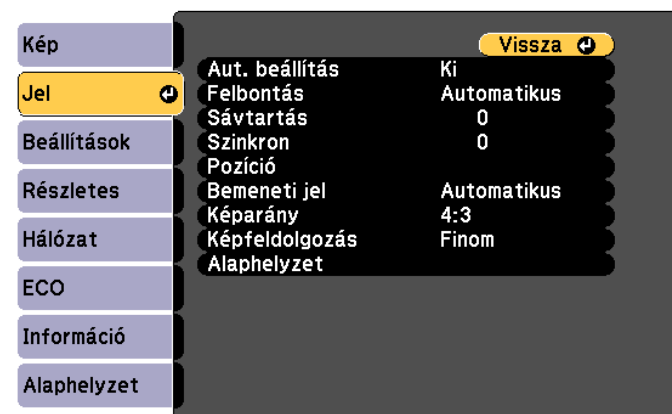 Kép
Jel
Beállítások
Részletes
Hálózat
ECO
Információ
Alaphelyzet
Vissza
Aut. beállítás Ki
Felbontás Automatikus
Sávtartás 0
Szinkron 0
Pozíció
Bemeneti jel Automatikus
Képarány 4:3
Képfeldolgozás Finom
Alaphelyzet